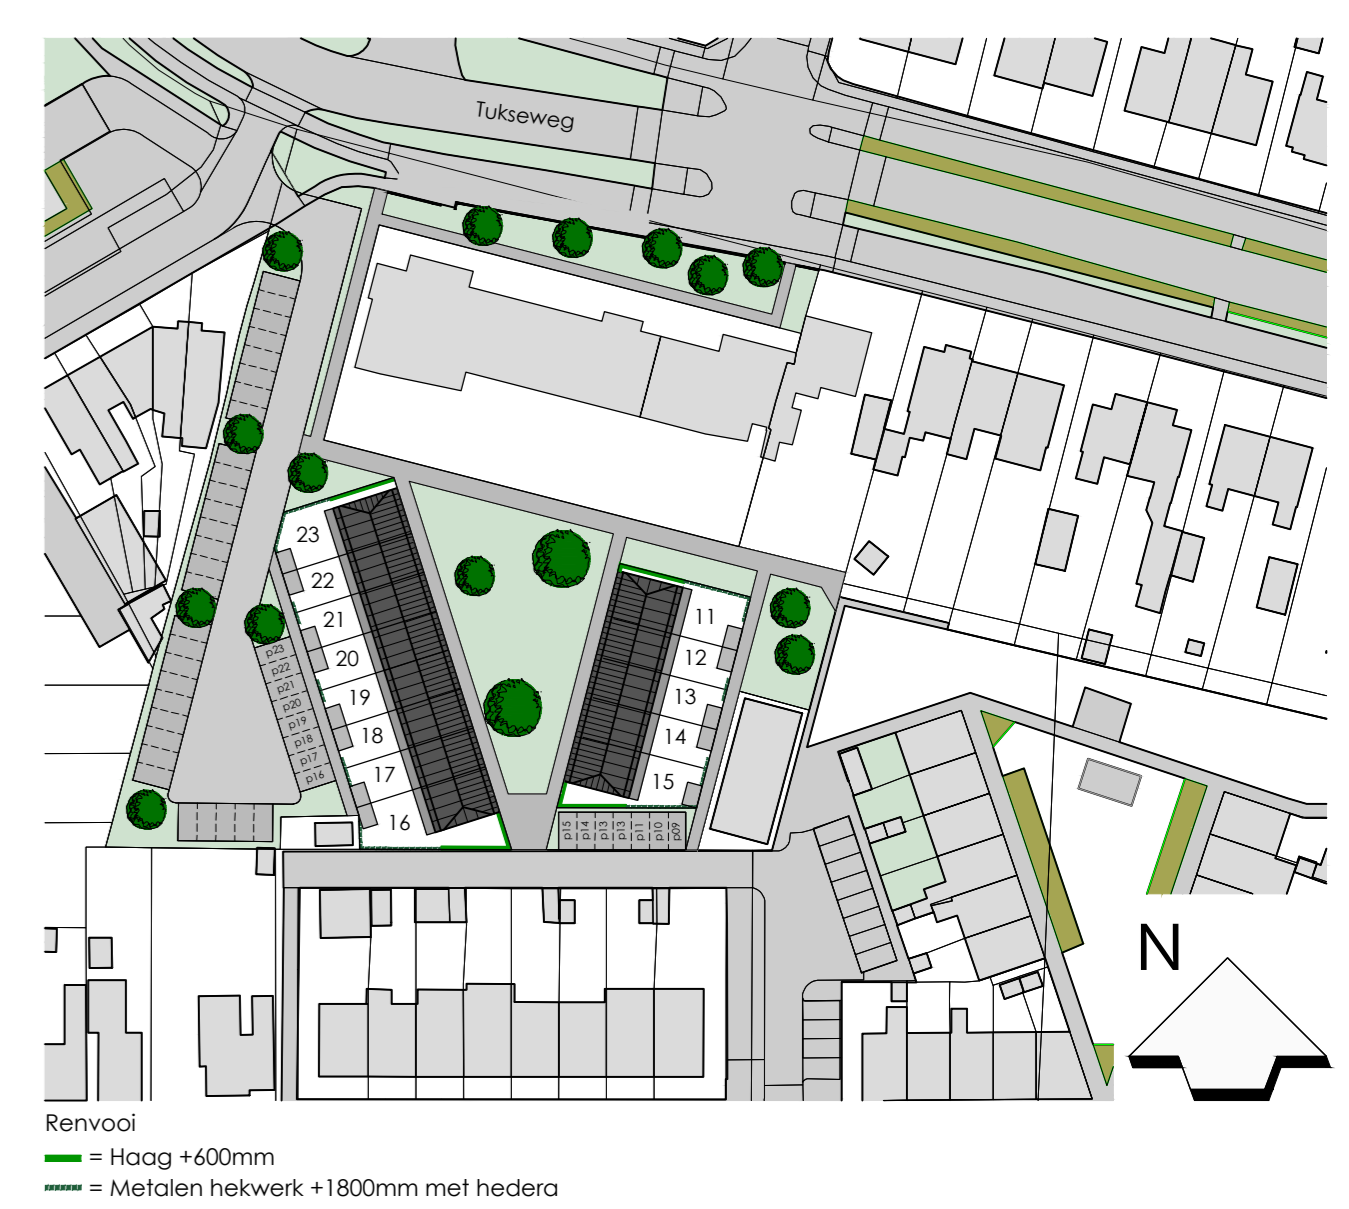 Tukseweg
23
22
21
20
19
18
17
16
11
12
13
14
15
p23
p22
p21
p20
p19
p18
p17
p16
p15
p14
p13
p13
p11
p10
p09
N
Renvooi
= Haag +600mm
= Metalen hekwerk +1800mm met hedera